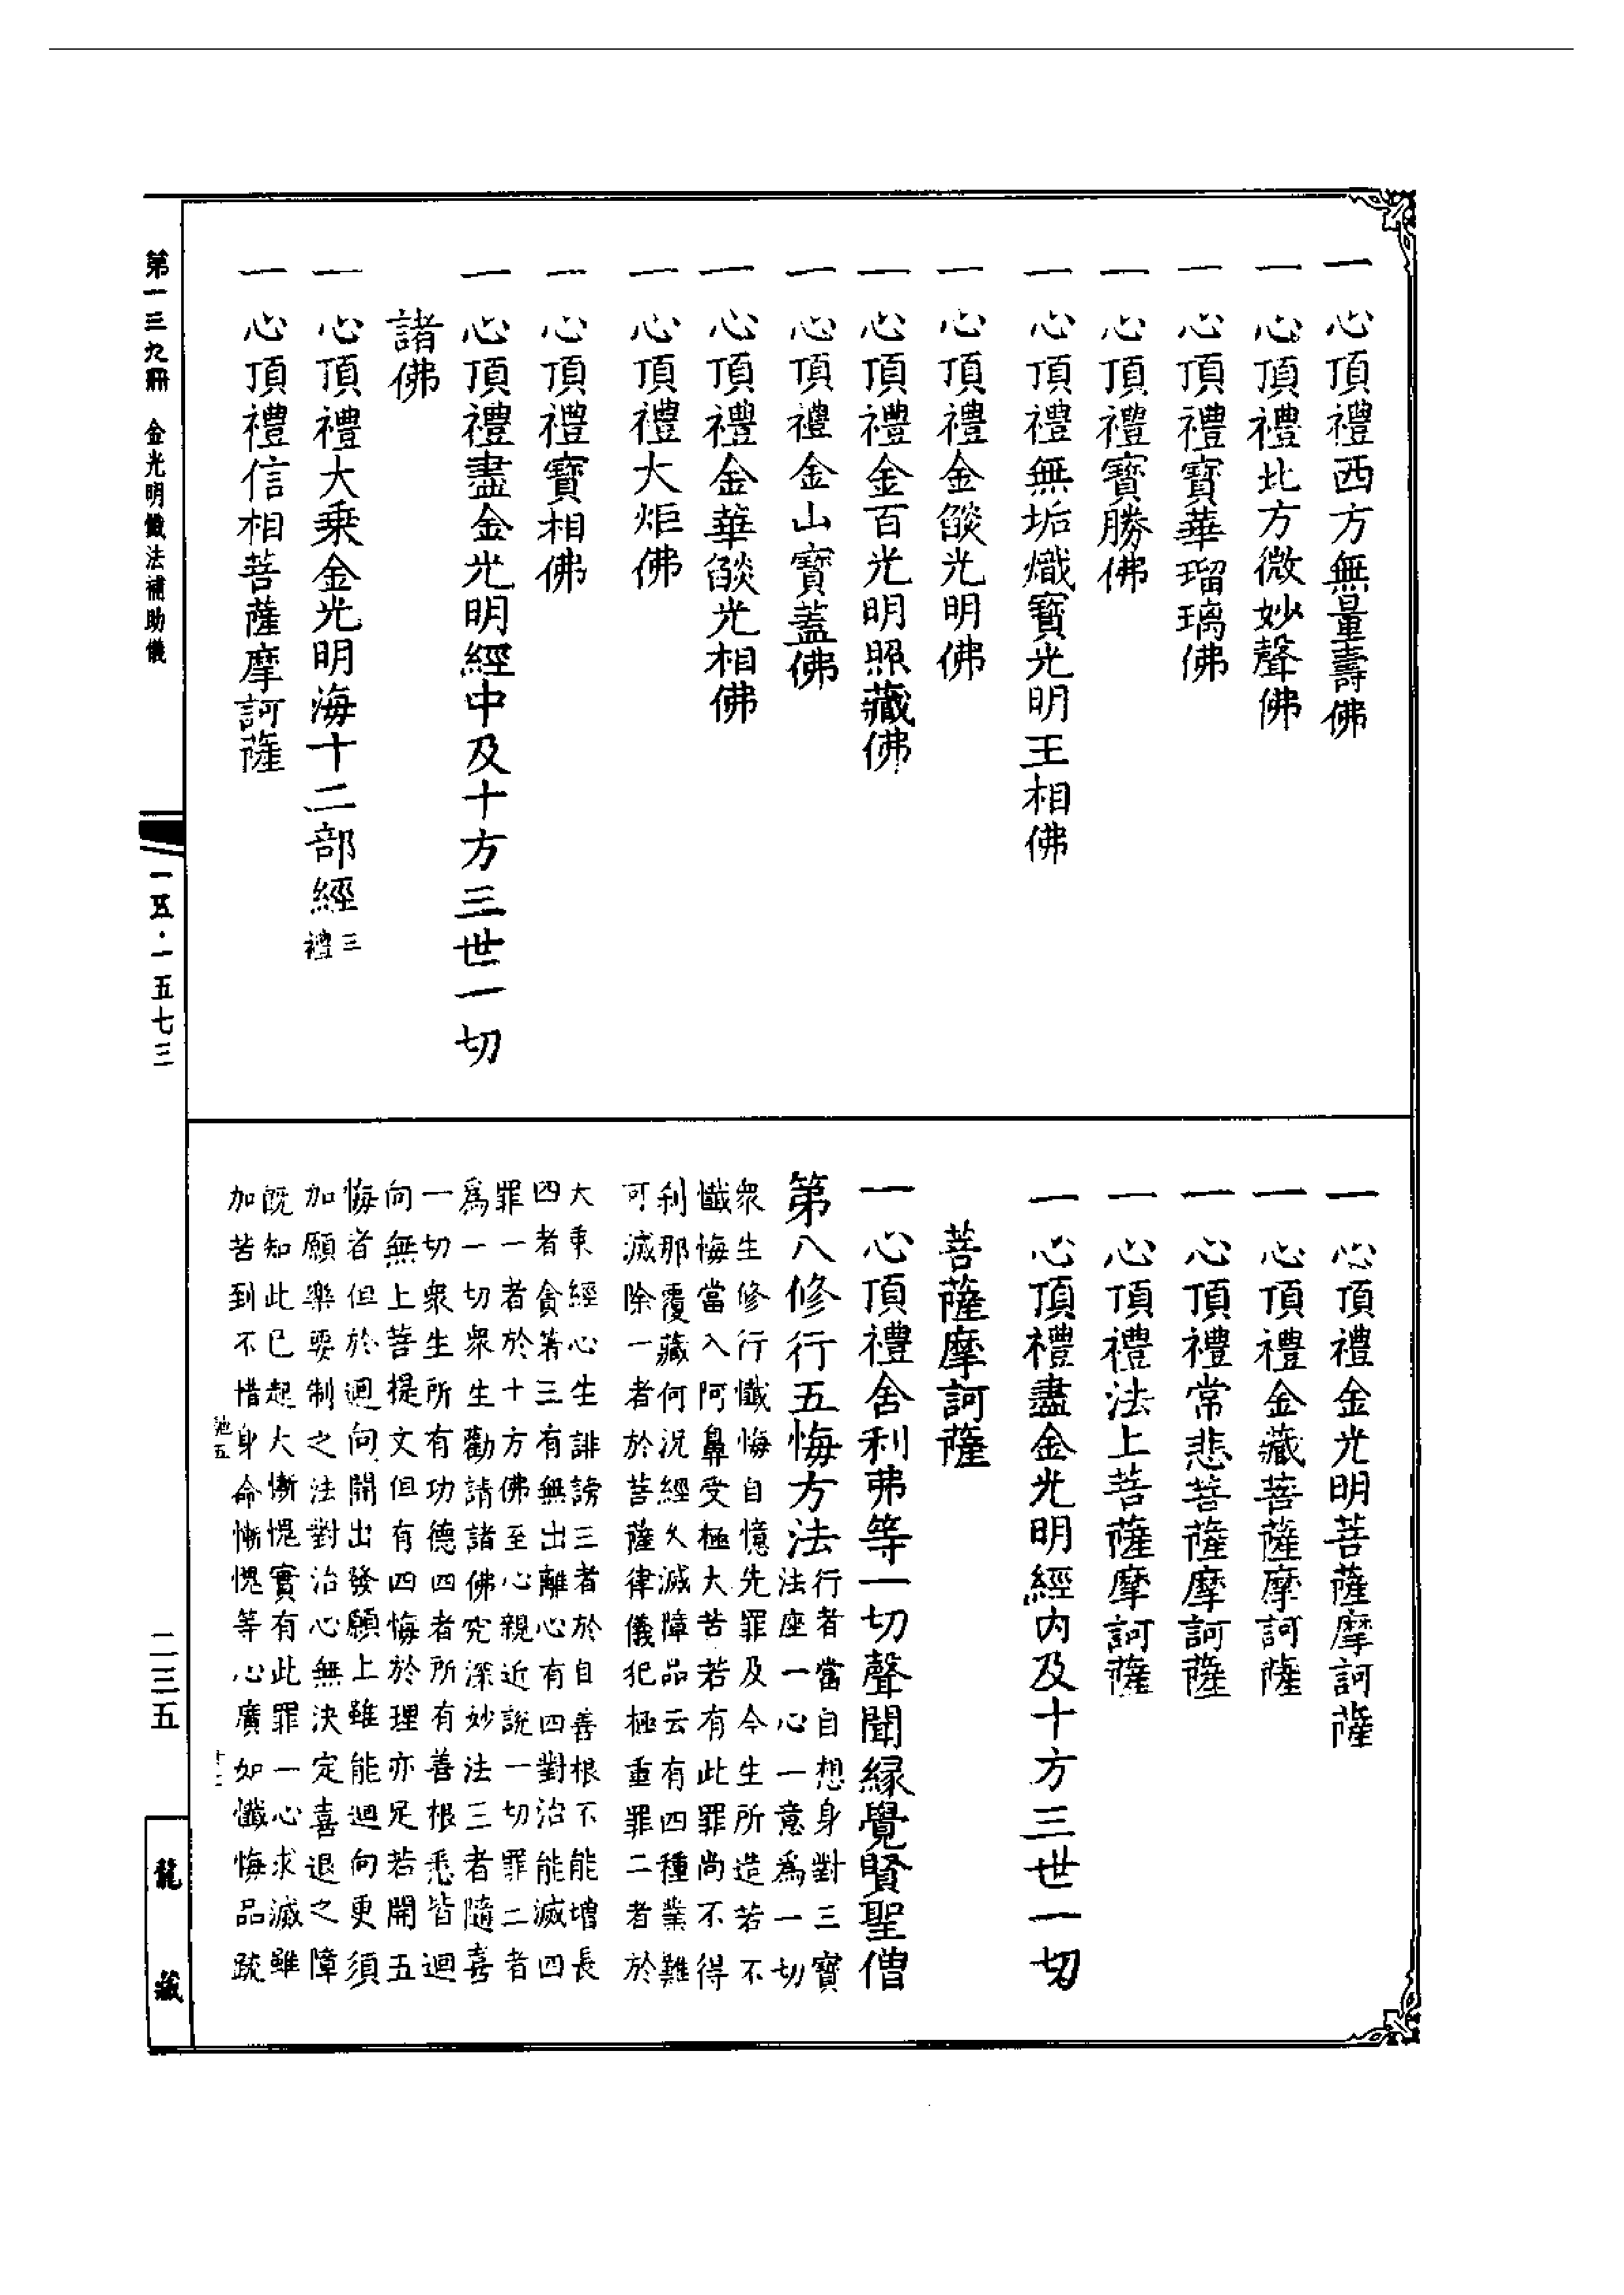 一心頂禮西方無量壽佛
一心頂禮北方微妙聲佛
一心頂禮寶華瑠璃佛
一心頂禮寶勝佛
一心頂禮無垢熾寶光明王相佛
一心頂禮金燄光明佛
一心頂禮金百光明照藏佛
一心頂禮金山寶蓋佛
一心頂禮金華燄光相佛
一心頂禮大炬佛
一心頂禮寶相佛
一心頂禮盡金光明經中及十方三世一切
諸佛
一心頂禮大乘金光明海十二部經三禮
一心頂禮信相菩薩摩訶薩
一心頂禮金光明菩薩摩訶薩
一心頂禮金藏菩薩摩訶薩
一心頂禮常悲菩薩摩訶薩
一心頂禮法上菩薩摩訶薩
一心頂禮盡金光明經内及十方三世一切
菩薩摩訶薩
一心頂禮舍利弗等一切聲聞緣覺賢聖僧
第八修行五悔方法行者當自想身對三寶
法座一心一意爲一切
衆生修行懺悔自憶先罪及今生所造若不
懺悔當入阿鼻受極大苦若有此罪尚不得
利那覆藏何況經久滅障品云有四種業難
可滅除一者於菩薩律儀犯極重罪二者於
大乘經心生誹謗三者於自善根不能增長
四者貪著三有無出離心有四對治能滅四
罪一者於十方佛至心親近說一切罪二者
爲一切衆生勸請諸佛究深妙法三者隨喜
一切衆生所有功德四者所有善根悉皆迴
向無上菩提文但有四悔於理亦足若開五
悔者但於迴向開出發願上雖能迴向更須
加願樂要制之法對治心無決定喜退之障
既知此已起大慚愧實有此罪一心求滅雖
加苦到不惜身命慚愧等心廣如懺悔品疏
馳五
第一三九冊 金光明懺法補助儀
一五·一五七三
二三五
龍藏